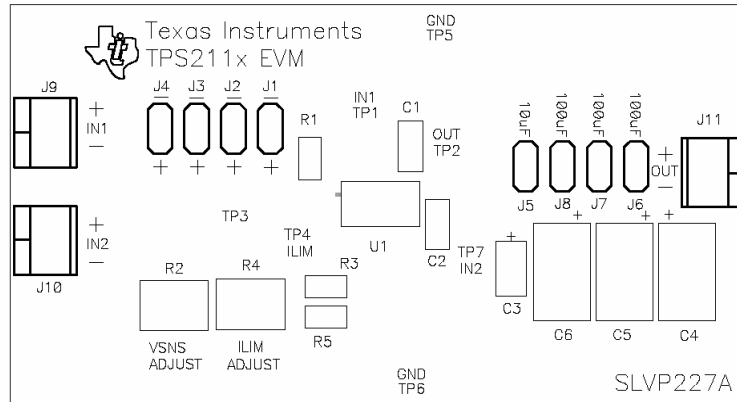 Texas Instruments
TPS211x EVM
GND
TP5
J9
+
IN1
−
J4
J3
J2
J1
+
+
+
+
R1
IN1
TP1
C1
OUT
TP2
10uF
100uF
100uF
100uF
J5
J8
J7
J6
+
OUT
−
J11
+
IN2
−
J10
TP3
TP4
ILIM
U1
C2
TP7
IN2
+
C3
+
C6
+
C5
+
C4
R2
VSNS
ADJUST
R4
ILIM
ADJUST
R3
R5
GND
TP6
SLVP227A